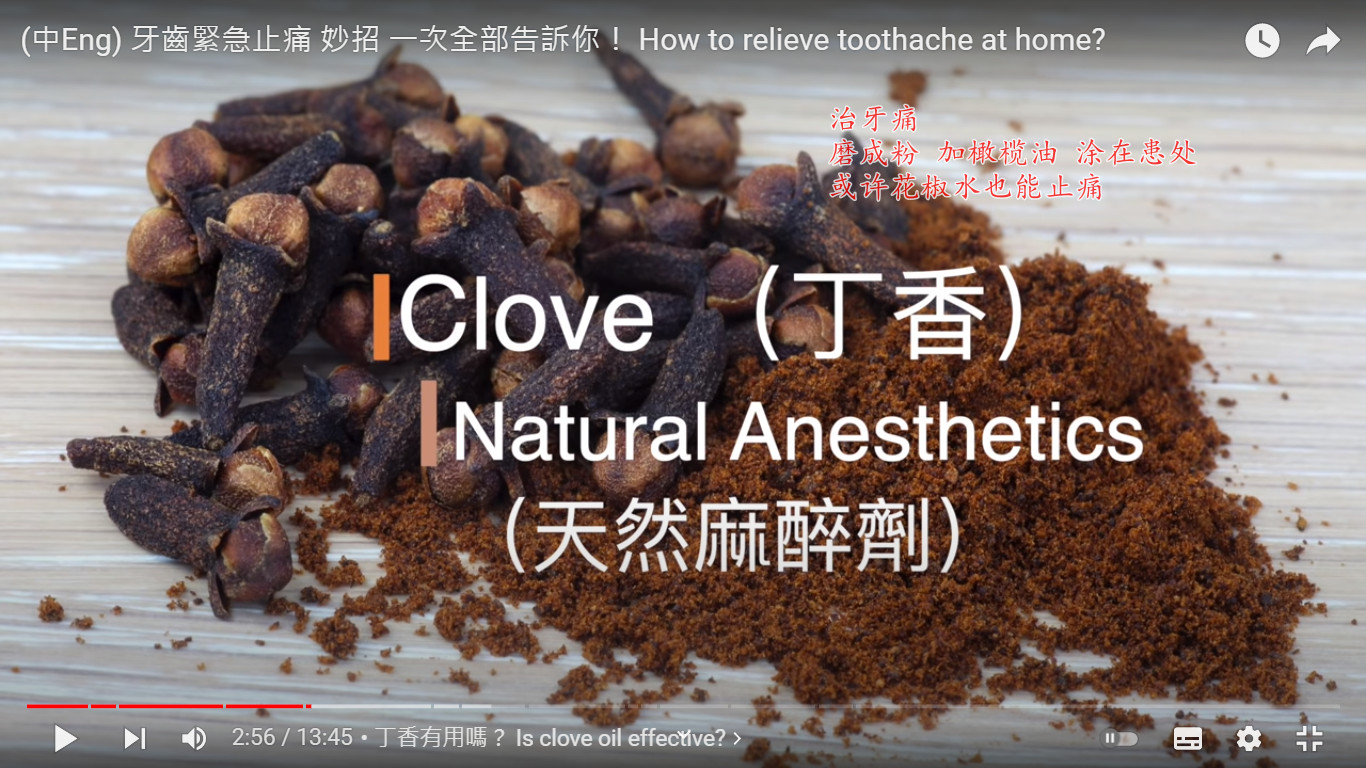 (中Eng) 牙齒緊急止痛 妙招 一次全部告訴你！ How to relieve toothache at home?
治牙痛
磨成粉 加橄榄油 涂在患处
或许花椒水也能止痛
Clove （丁香）
Natural Anesthetics
（天然麻醉劑）
2:56 / 13:45 • 丁香有用嗎？ Is clove oil effective? ›